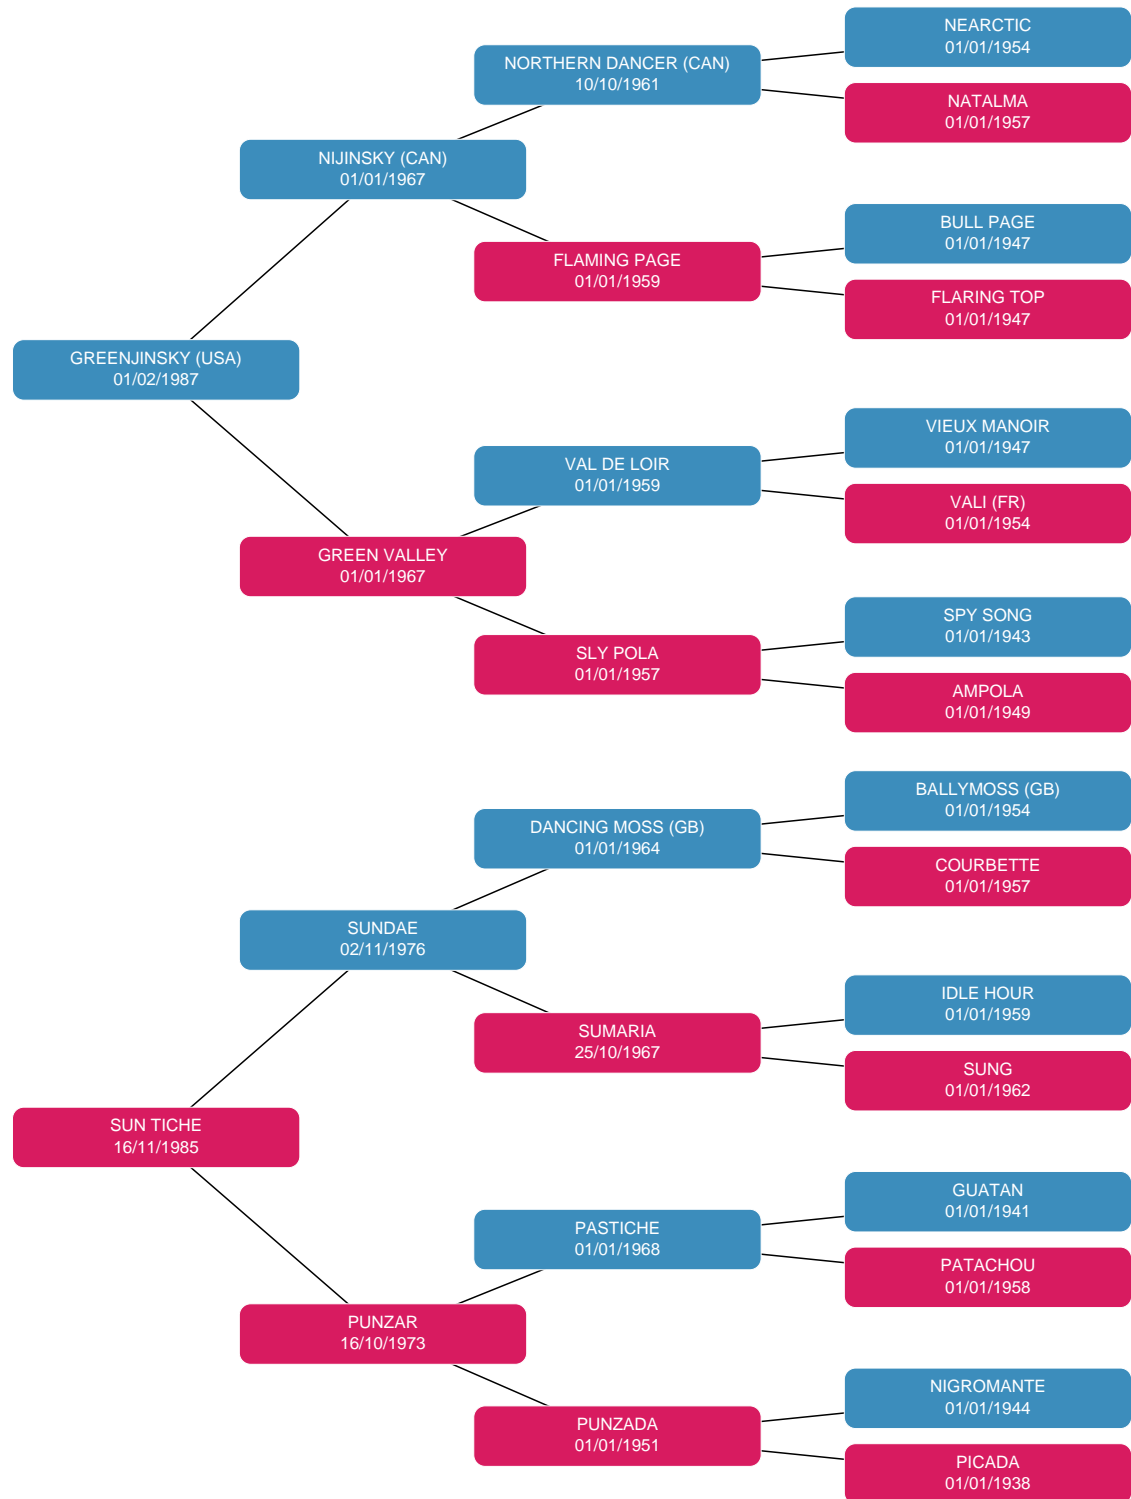 NEARCTIC
01/01/1954
NORTHERN DANCER (CAN)
10/10/1961
NATALMA
01/01/1957
NIJINSKY (CAN)
01/01/1967
BULL PAGE
01/01/1947
FLAMING PAGE
01/01/1959
FLARING TOP
01/01/1947
GREENJINSKY (USA)
01/02/1987
VIEUX MANOIR
01/01/1947
VAL DE LOIR
01/01/1959
VALI (FR)
01/01/1954
GREEN VALLEY
01/01/1967
SPY SONG
01/01/1943
SLY POLA
01/01/1957
AMPOLA
01/01/1949
BALLYMOSS (GB)
01/01/1954
DANCING MOSS (GB)
01/01/1964
COURBETTE
01/01/1957
SUNDAE
02/11/1976
IDLE HOUR
01/01/1959
SUMARIA
25/10/1967
SUNG
01/01/1962
SUN TICHE
16/11/1985
GUATAN
01/01/1941
PASTICHE
01/01/1968
PATACHOU
01/01/1958
PUNZAR
16/10/1973
NIGROMANTE
01/01/1944
PUNZADA
01/01/1951
PICADA
01/01/1938